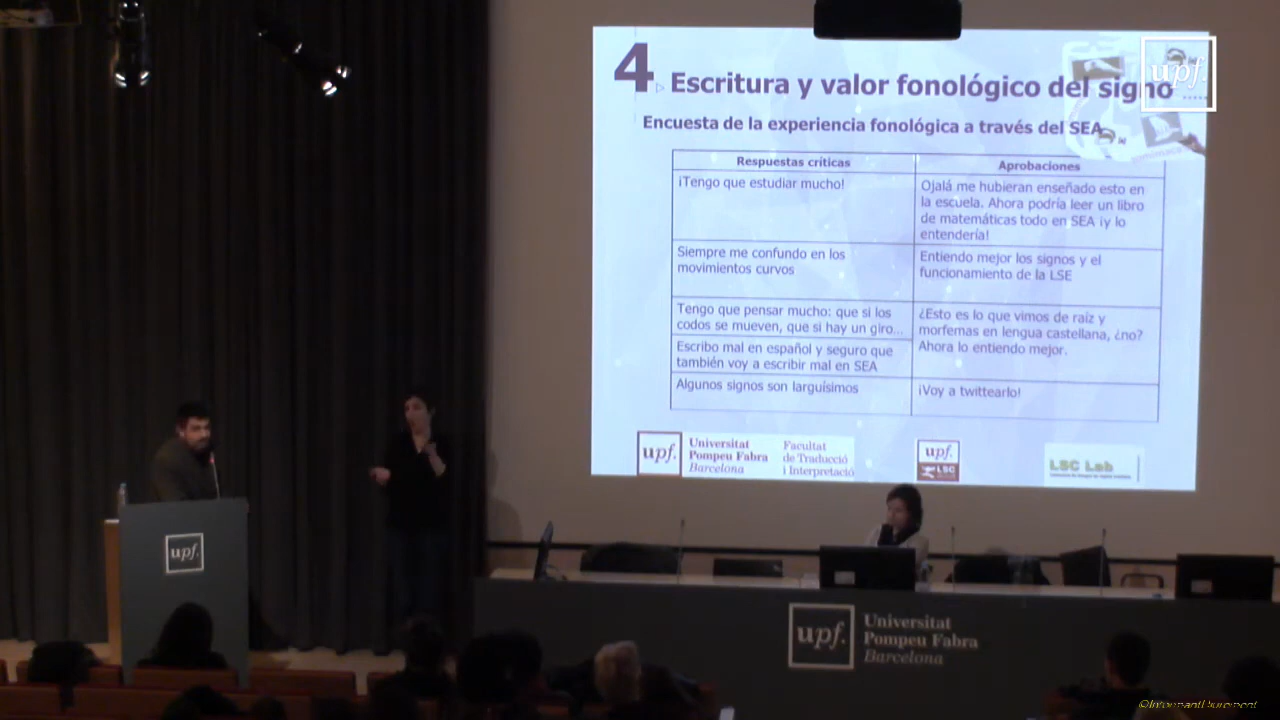 4 Escritura y valor fonológico del signo
upf.
Encuesta de la experiencia fonológica a través del SEA
Respuestas críticas
Aprobaciones
¡Tengo que estudiar mucho!
Ojalá me hubieran enseñado esto en
la escuela. Ahora podría leer un libro
de matemáticas todo en SEA ¡y lo
entendería!
Siempre me confundo en los
movimientos curvos
Entiendo mejor los signos y el
funcionamiento de la LSE
Tengo que pensar mucho: que si los
codos se mueven, que si hay un giro...
¿Esto es lo que vimos de raíz y
morfemas en lengua castellana, ¿no?
Ahora lo entiendo mejor.
Escribo mal en español y seguro que
también voy a escribir mal en SEA
Algunos signos son larguísimos
¡Voy a twittearlo!
upf.
Universitat
Pompeu Fabra
Barcelona
Facultat
de Traducció
i Interpretació
upf.
LSC
LSC Lab
upf.
upf.
Universitat
Pompeu Fabra
Barcelona